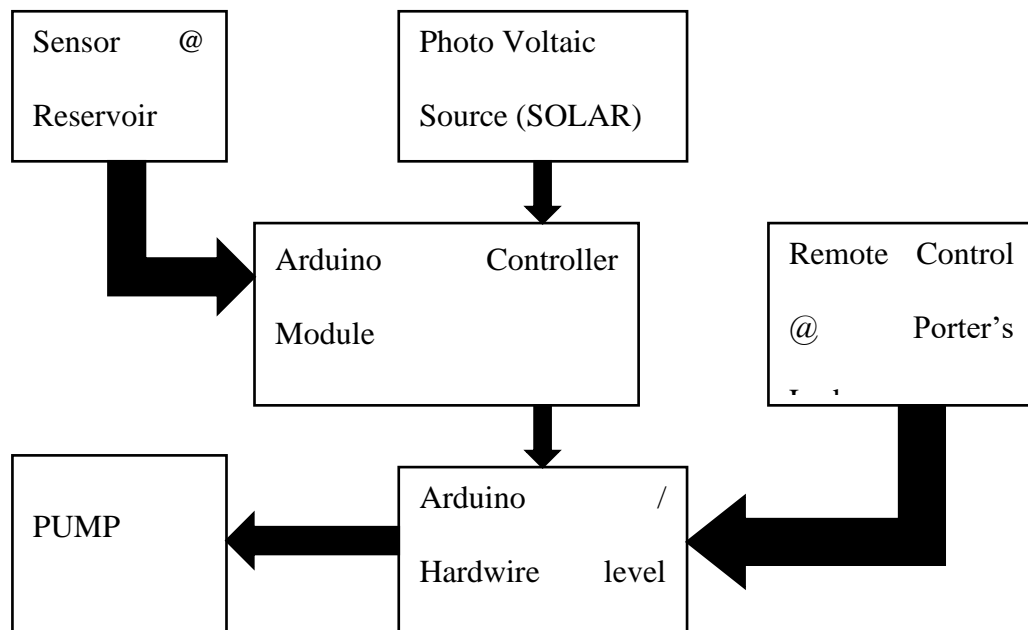 Sensor @
Reservoir
Photo Voltaic
Source (SOLAR)
Arduino Controller
Module
Remote Control
@ Porter’s
PUMP
Arduino /
Hardwire level